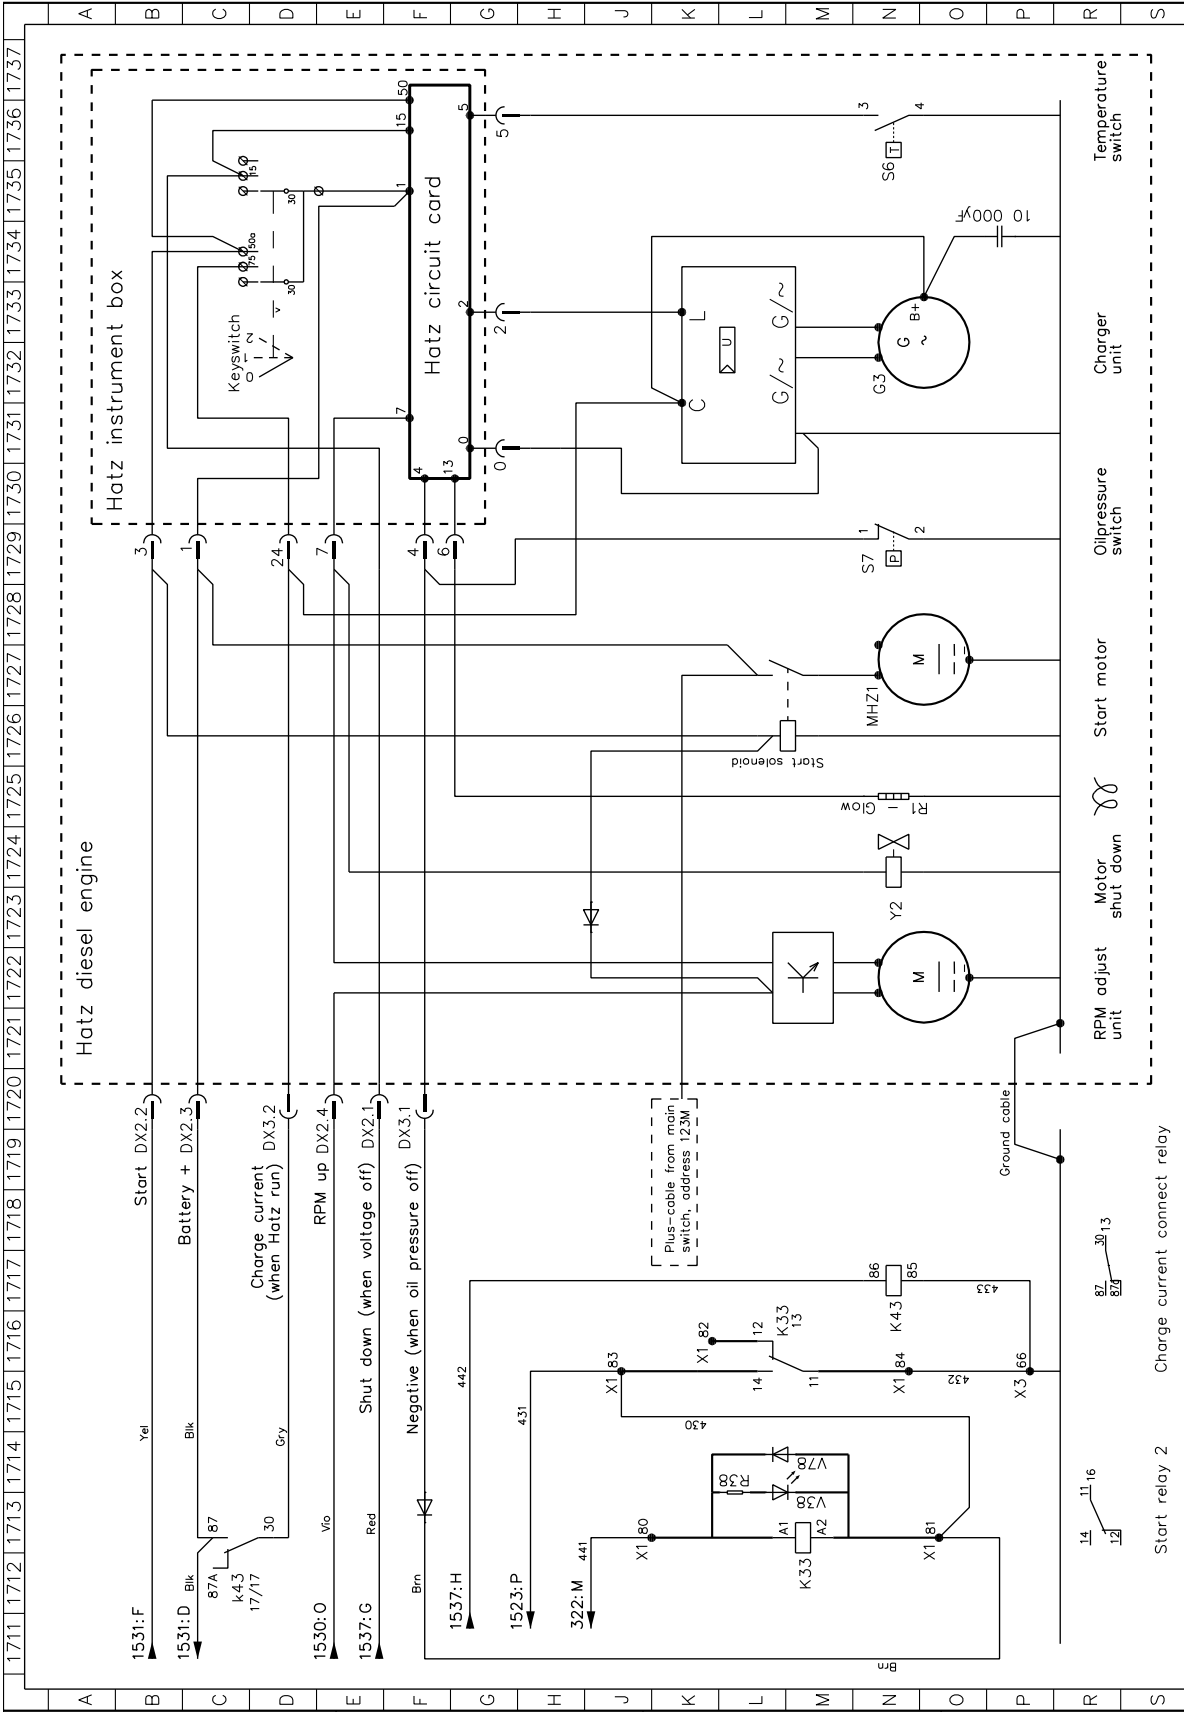 A B C D E F G H J K L M N O P R S
1711 1712 1713 1714 1715 1716 1717 1718 1719 1720 1721 1722 1723 1724 1725 1726 1727 1728 1729 1730 1731 1732 1733 1734 1735 1736 1737
Hatz diesel engine
Hatz instrument box
Keyswitch
0 1 2
30
75
50a
30
15
Hatz circuit card
50
15
1
7
4
13
0
2
5
3
1
24
7
4
6
0
2
5
1531:F
Yel
Start DX2.2
1531:D
Blk
Blk
Battery + DX2.3
87A
87
k43
17/17
30
Gry
Charge current
(when Hatz run) DX3.2
1530:O
Vio
RPM up DX2.4
1537:G
Red
Shut down (when voltage off) DX2.1
Brn
Negative (when oil pressure off) DX3.1
1537:H
442
1523:P
431
322:M
441
X1 80
X1 83
X1 82
430
R38
V38
V78
A1
A2
K33
X1 81
14
12
11
K33
13
X1 84
432
X3 66
86
85
K43
433
Brn
Plus-cable from main
switch, address 123M
Ground cable
Start solenoid
C
L
U
G/~
G/~
M
Y2
R1 - Glow
MHZ1
M
S7
P
1
2
G3
G
~
B+
10 000yF
S6
T
3
4
RPM adjust
unit
Motor
shut down
Start motor
Oilpressure
switch
Charger
unit
Temperature
switch
14
12
11
16
Start relay 2
87
87a
30
13
Charge current connect relay
A B C D E F G H J K L M N O P R S